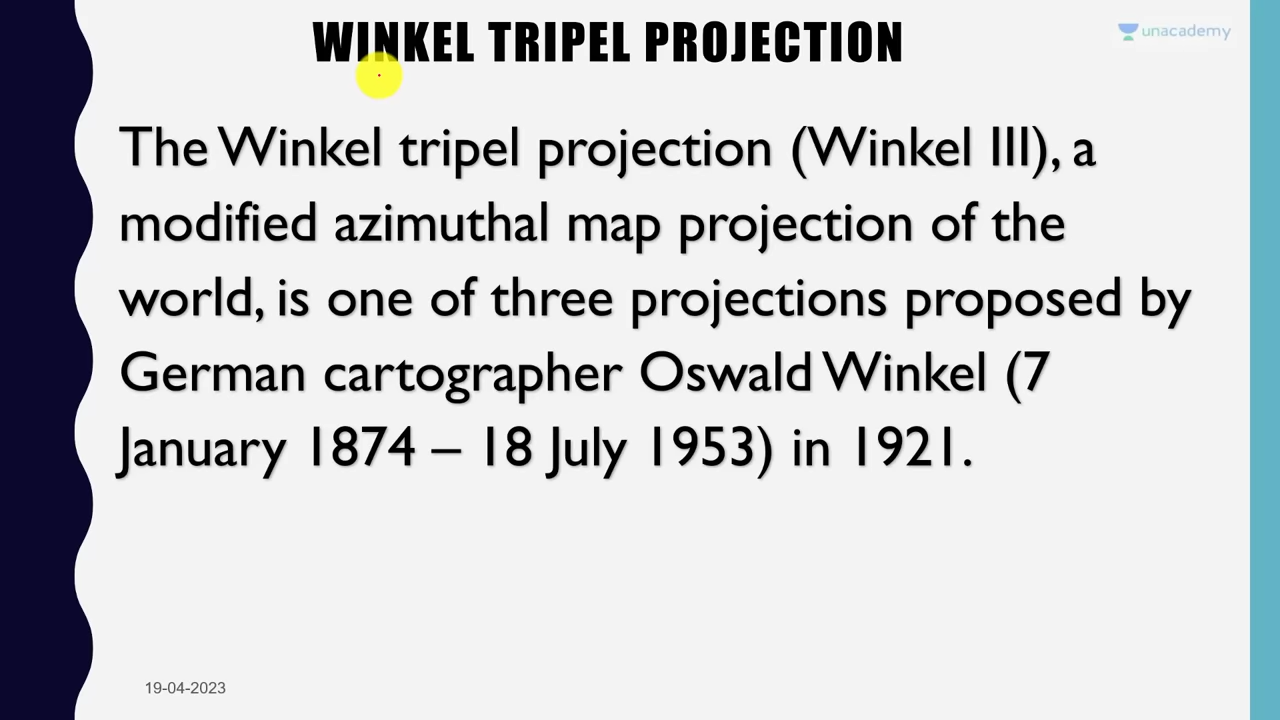 WINKEL TRIPEL PROJECTION
unacademy
The Winkel tripel projection (Winkel III), a
modified azimuthal map projection of the
world, is one of three projections proposed by
German cartographer Oswald Winkel (7
January 1874 – 18 July 1953) in 1921.
19-04-2023